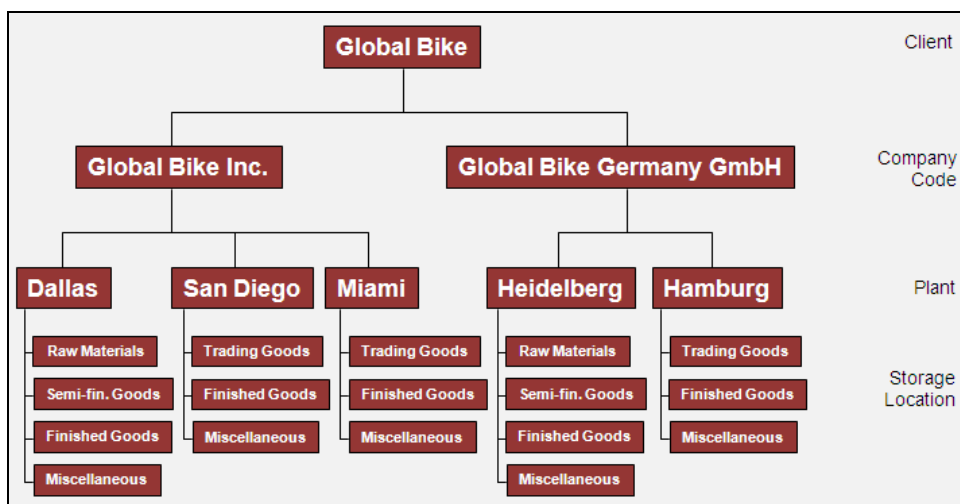 Global Bike
Client
Global Bike Inc.
Global Bike Germany GmbH
Company
Code
Dallas
San Diego
Miami
Heidelberg
Hamburg
Plant
Raw Materials
Trading Goods
Trading Goods
Raw Materials
Trading Goods
Semi-fin. Goods
Finished Goods
Finished Goods
Semi-fin. Goods
Finished Goods
Storage
Location
Finished Goods
Miscellaneous
Miscellaneous
Finished Goods
Miscellaneous
Miscellaneous
Miscellaneous